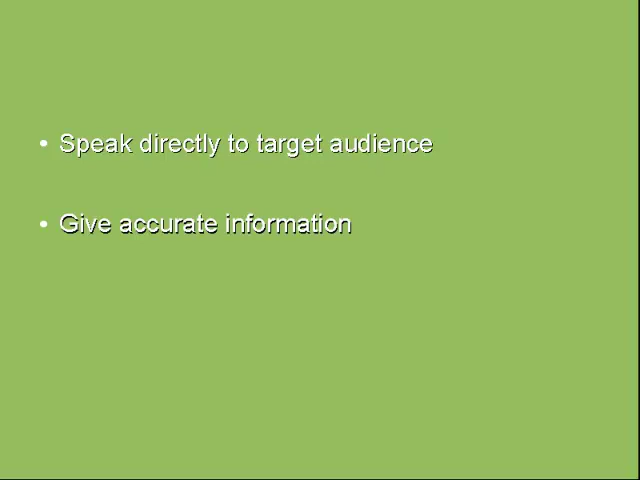 • Speak directly to target audience
• Give accurate information